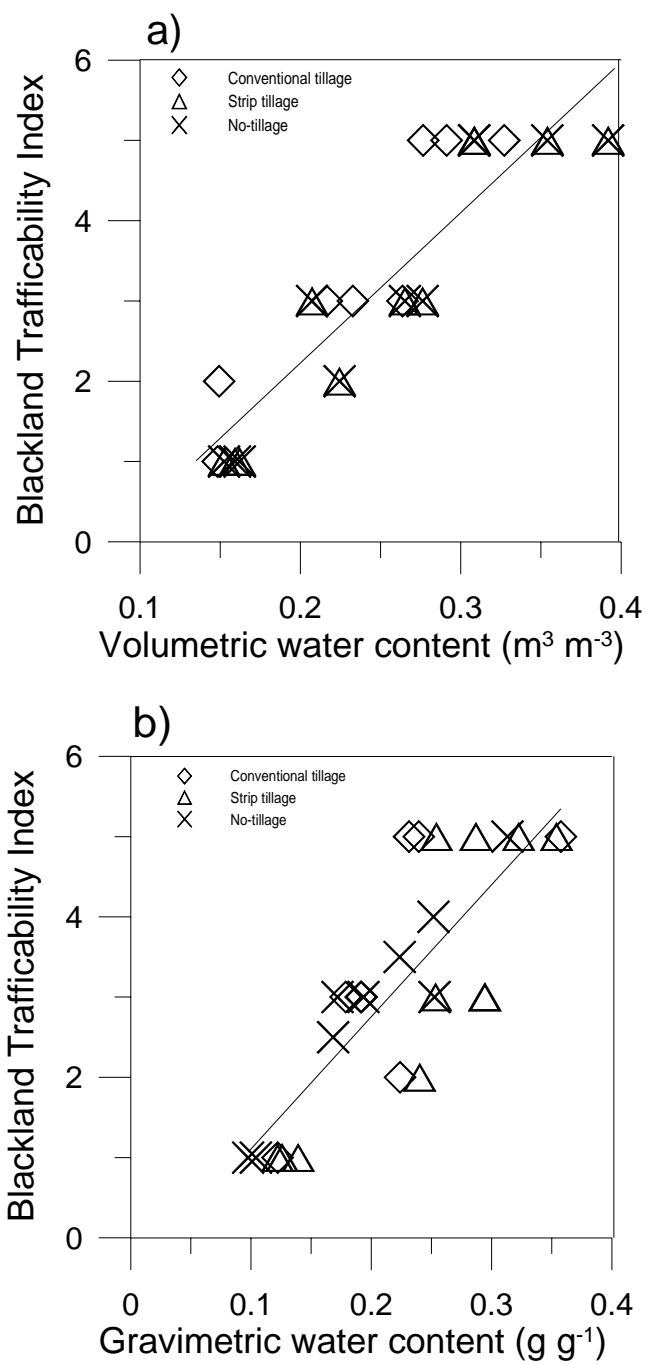 a)
6
Conventional tillage
Strip tillage
No-tillage
4
2
0
Blackland Trafficability Index
0.1 0.2 0.3 0.4
Volumetric water content (m³ m⁻³)
b)
6
Conventional tillage
Strip tillage
No-tillage
4
2
0
Blackland Trafficability Index
0 0.1 0.2 0.3 0.4
Gravimetric water content (g g⁻¹)